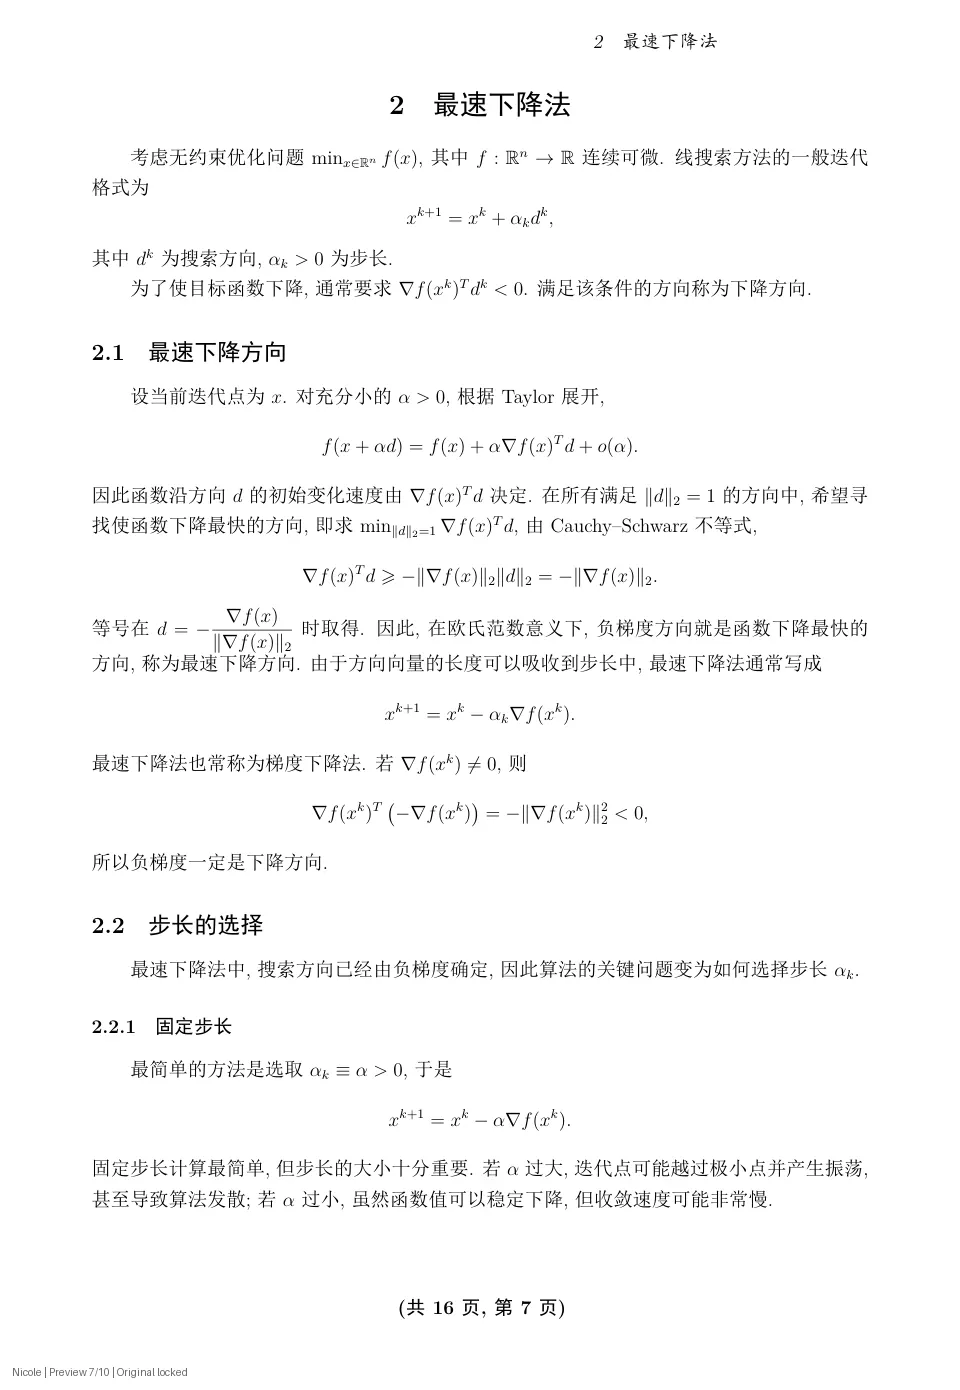 2 最速下降法
2 最速下降法
考虑无约束优化问题 min_{x∈ℝⁿ} f(x), 其中 f : ℝⁿ → ℝ 连续可微. 线搜索方法的一般迭代
格式为
x^{k+1} = x^k + α_k d^k,
其中 d^k 为搜索方向, α_k > 0 为步长.
为了使目标函数下降, 通常要求 ∇f(x^k)^T d^k < 0. 满足该条件的方向称为下降方向.
2.1 最速下降方向
设当前迭代点为 x. 对充分小的 α > 0, 根据 Taylor 展开,
f(x + αd) = f(x) + α∇f(x)^T d + o(α).
因此函数沿方向 d 的初始变化速度由 ∇f(x)^T d 决定. 在所有满足 ‖d‖₂ = 1 的方向中, 希望寻
找使函数下降最快的方向, 即求 min_{‖d‖₂=1} ∇f(x)^T d, 由 Cauchy–Schwarz 不等式,
∇f(x)^T d ⩾ −‖∇f(x)‖₂‖d‖₂ = −‖∇f(x)‖₂.
等号在 d = −∇f(x)/‖∇f(x)‖₂ 时取得. 因此, 在欧氏范数意义下, 负梯度方向就是函数下降最快的
方向, 称为最速下降方向. 由于方向向量的长度可以吸收到步长中, 最速下降法通常写成
x^{k+1} = x^k − α_k∇f(x^k).
最速下降法也常称为梯度下降法. 若 ∇f(x^k) ≠ 0, 则
∇f(x^k)^T (−∇f(x^k)) = −‖∇f(x^k)‖₂² < 0,
所以负梯度一定是下降方向.
2.2 步长的选择
最速下降法中, 搜索方向已经由负梯度确定, 因此算法的关键问题变为如何选择步长 α_k.
2.2.1 固定步长
最简单的方法是选取 α_k ≡ α > 0, 于是
x^{k+1} = x^k − α∇f(x^k).
固定步长计算最简单, 但步长的大小十分重要. 若 α 过大, 迭代点可能越过极小点并产生振荡,
甚至导致算法发散; 若 α 过小, 虽然函数值可以稳定下降, 但收敛速度可能非常慢.
(共 16 页, 第 7 页)
Nicole | Preview 7/10 | Original locked